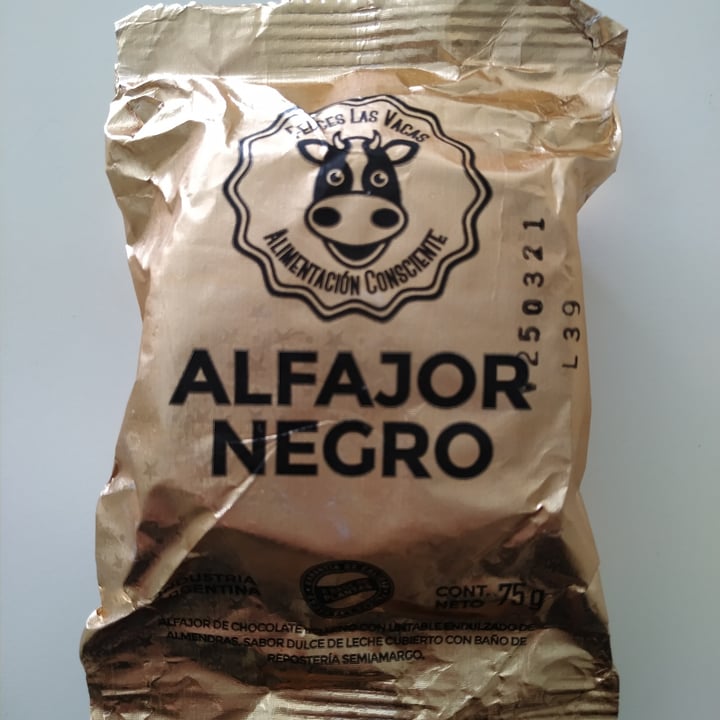 FELICES LAS VACAS
ALIMENTACIÓN CONSCIENTE
250321
L39
ALFAJOR
NEGRO
INDUSTRIA
ARGENTINA
CONT. NETO 75 g
ALFAJOR DE CHOCOLATE RELLENO CON UNTABLE ENDULZADO DE
ALMENDRAS, SABOR DULCE DE LECHE CUBIERTO CON BAÑO DE
REPOSTERÍA SEMIAMARGO.